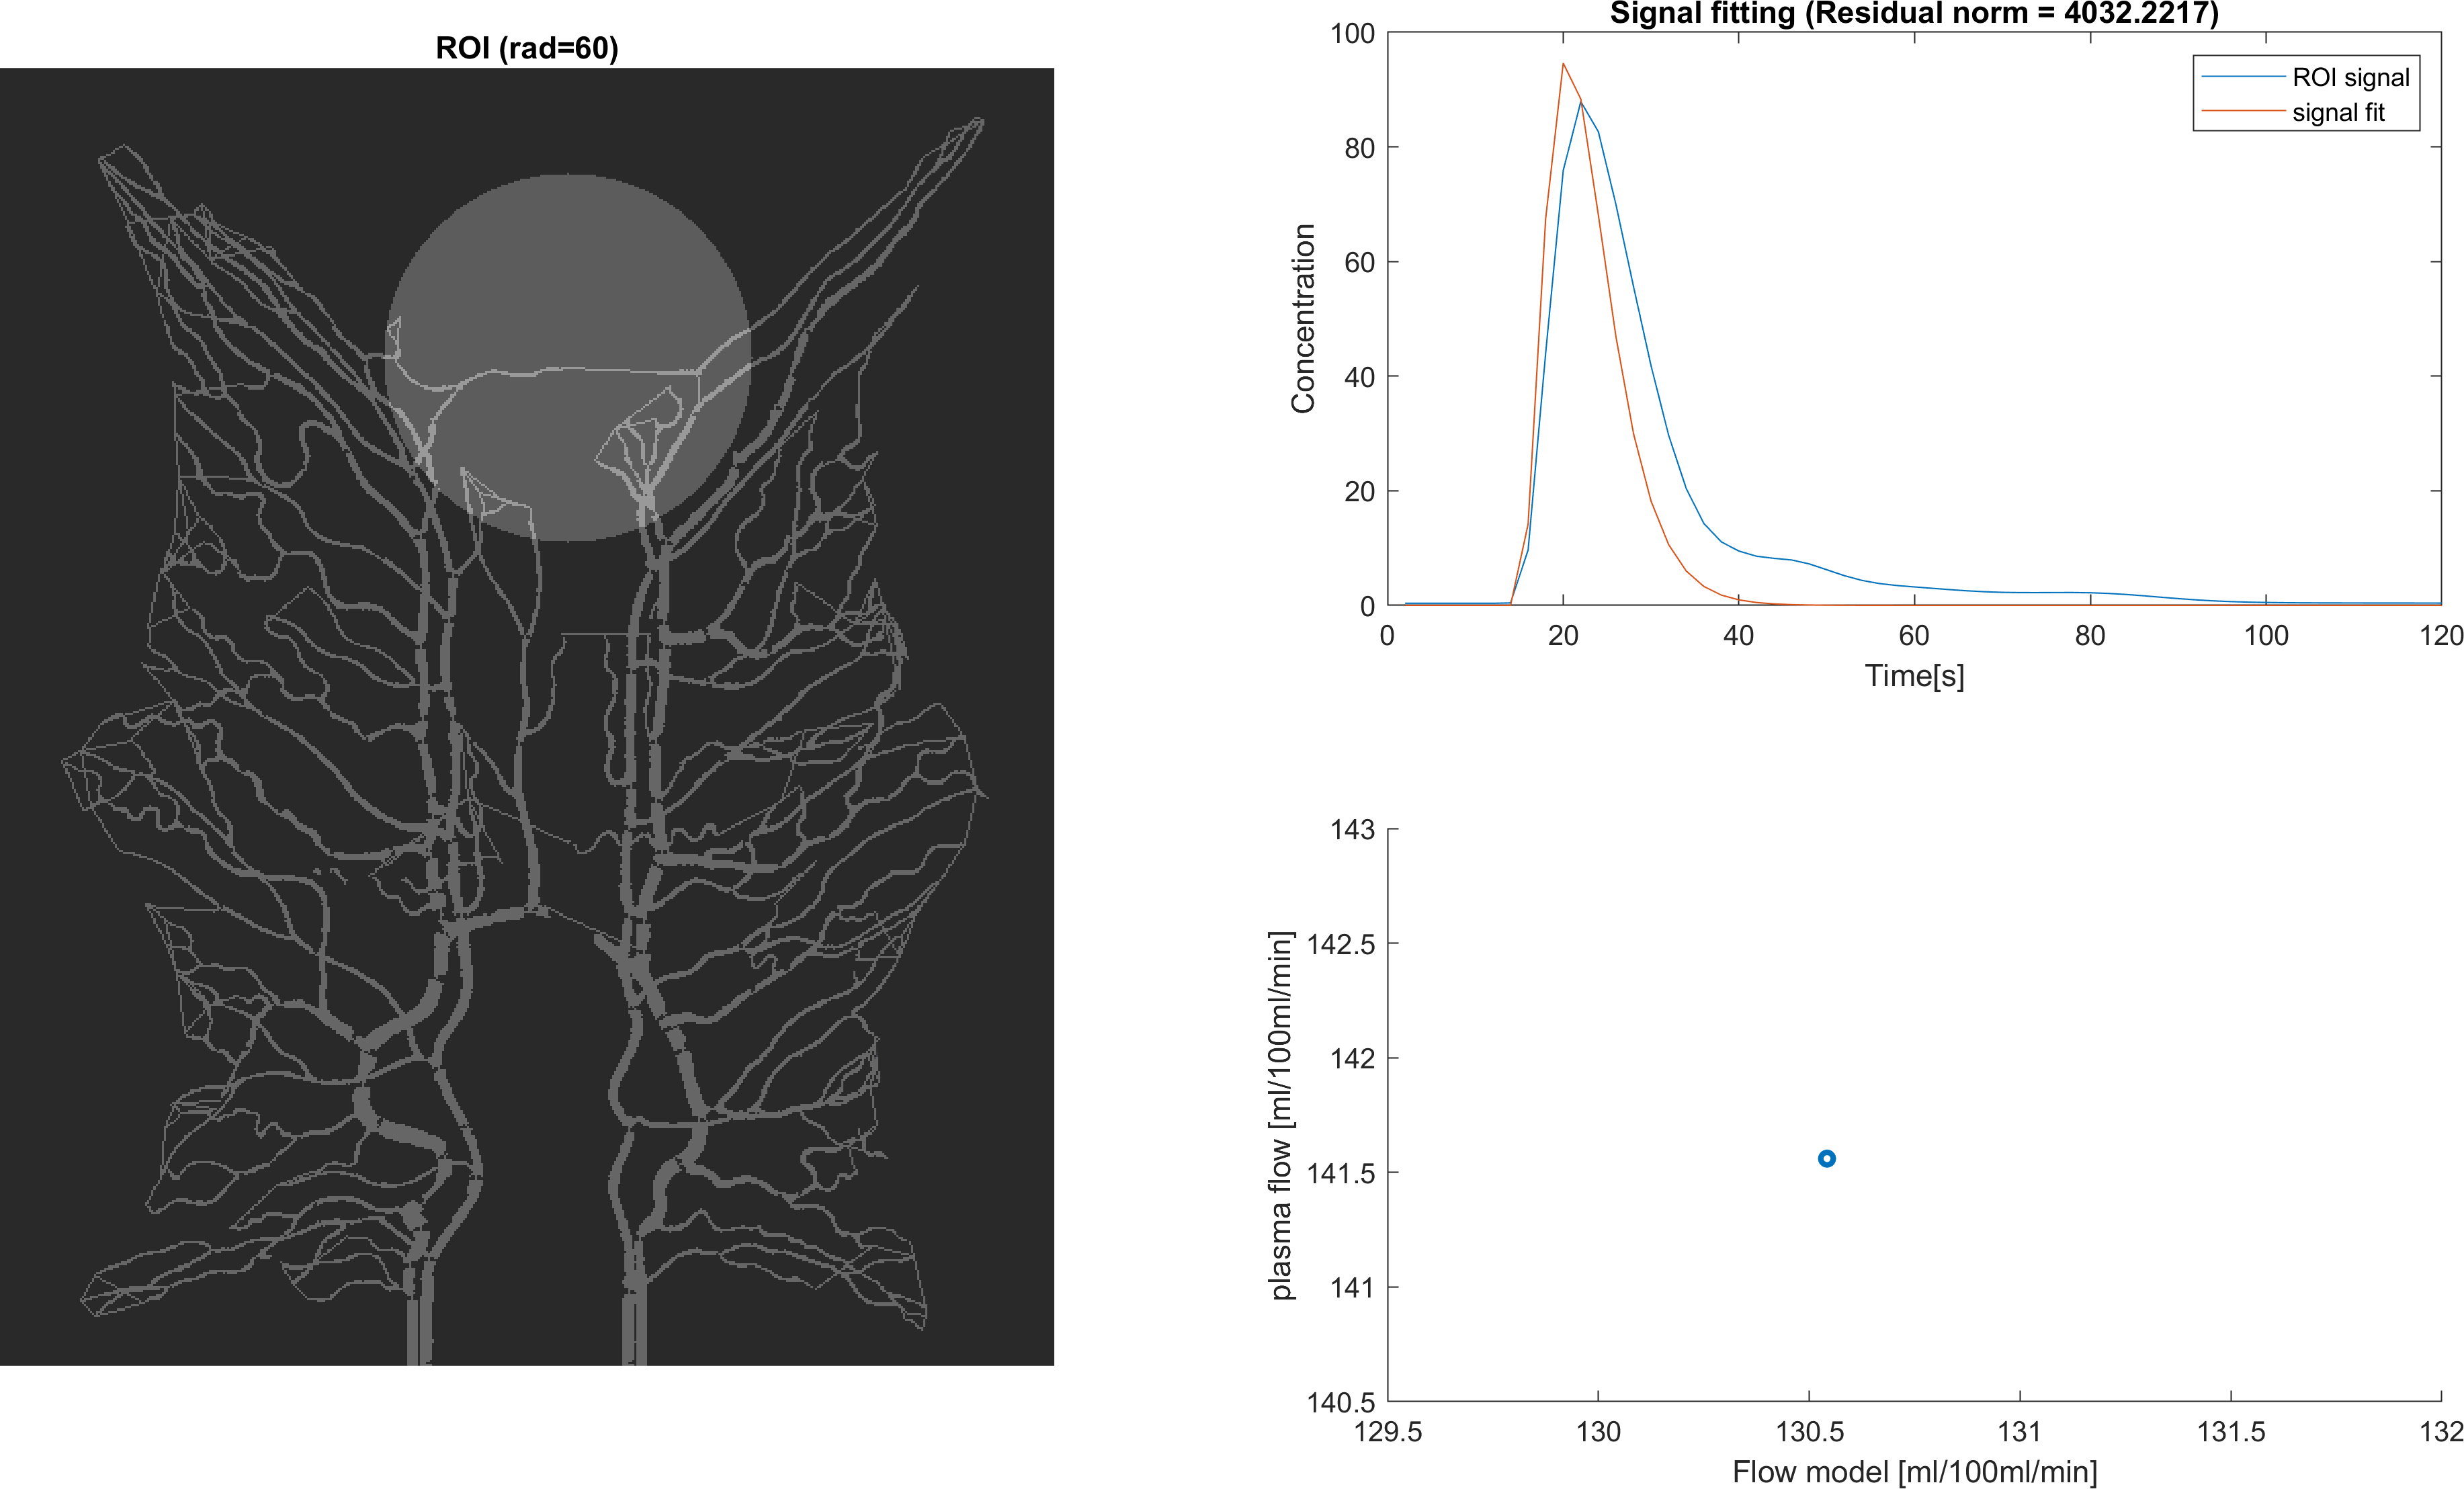 ROI (rad=60)
Signal fitting (Residual norm = 4032.2217)
100
80
60
40
20
0
Concentration
ROI signal
signal fit
0 20 40 60 80 100 120
Time[s]
143
142.5
142
141.5
141
140.5
plasma flow [ml/100ml/min]
129.5 130 130.5 131 131.5 132
Flow model [ml/100ml/min]